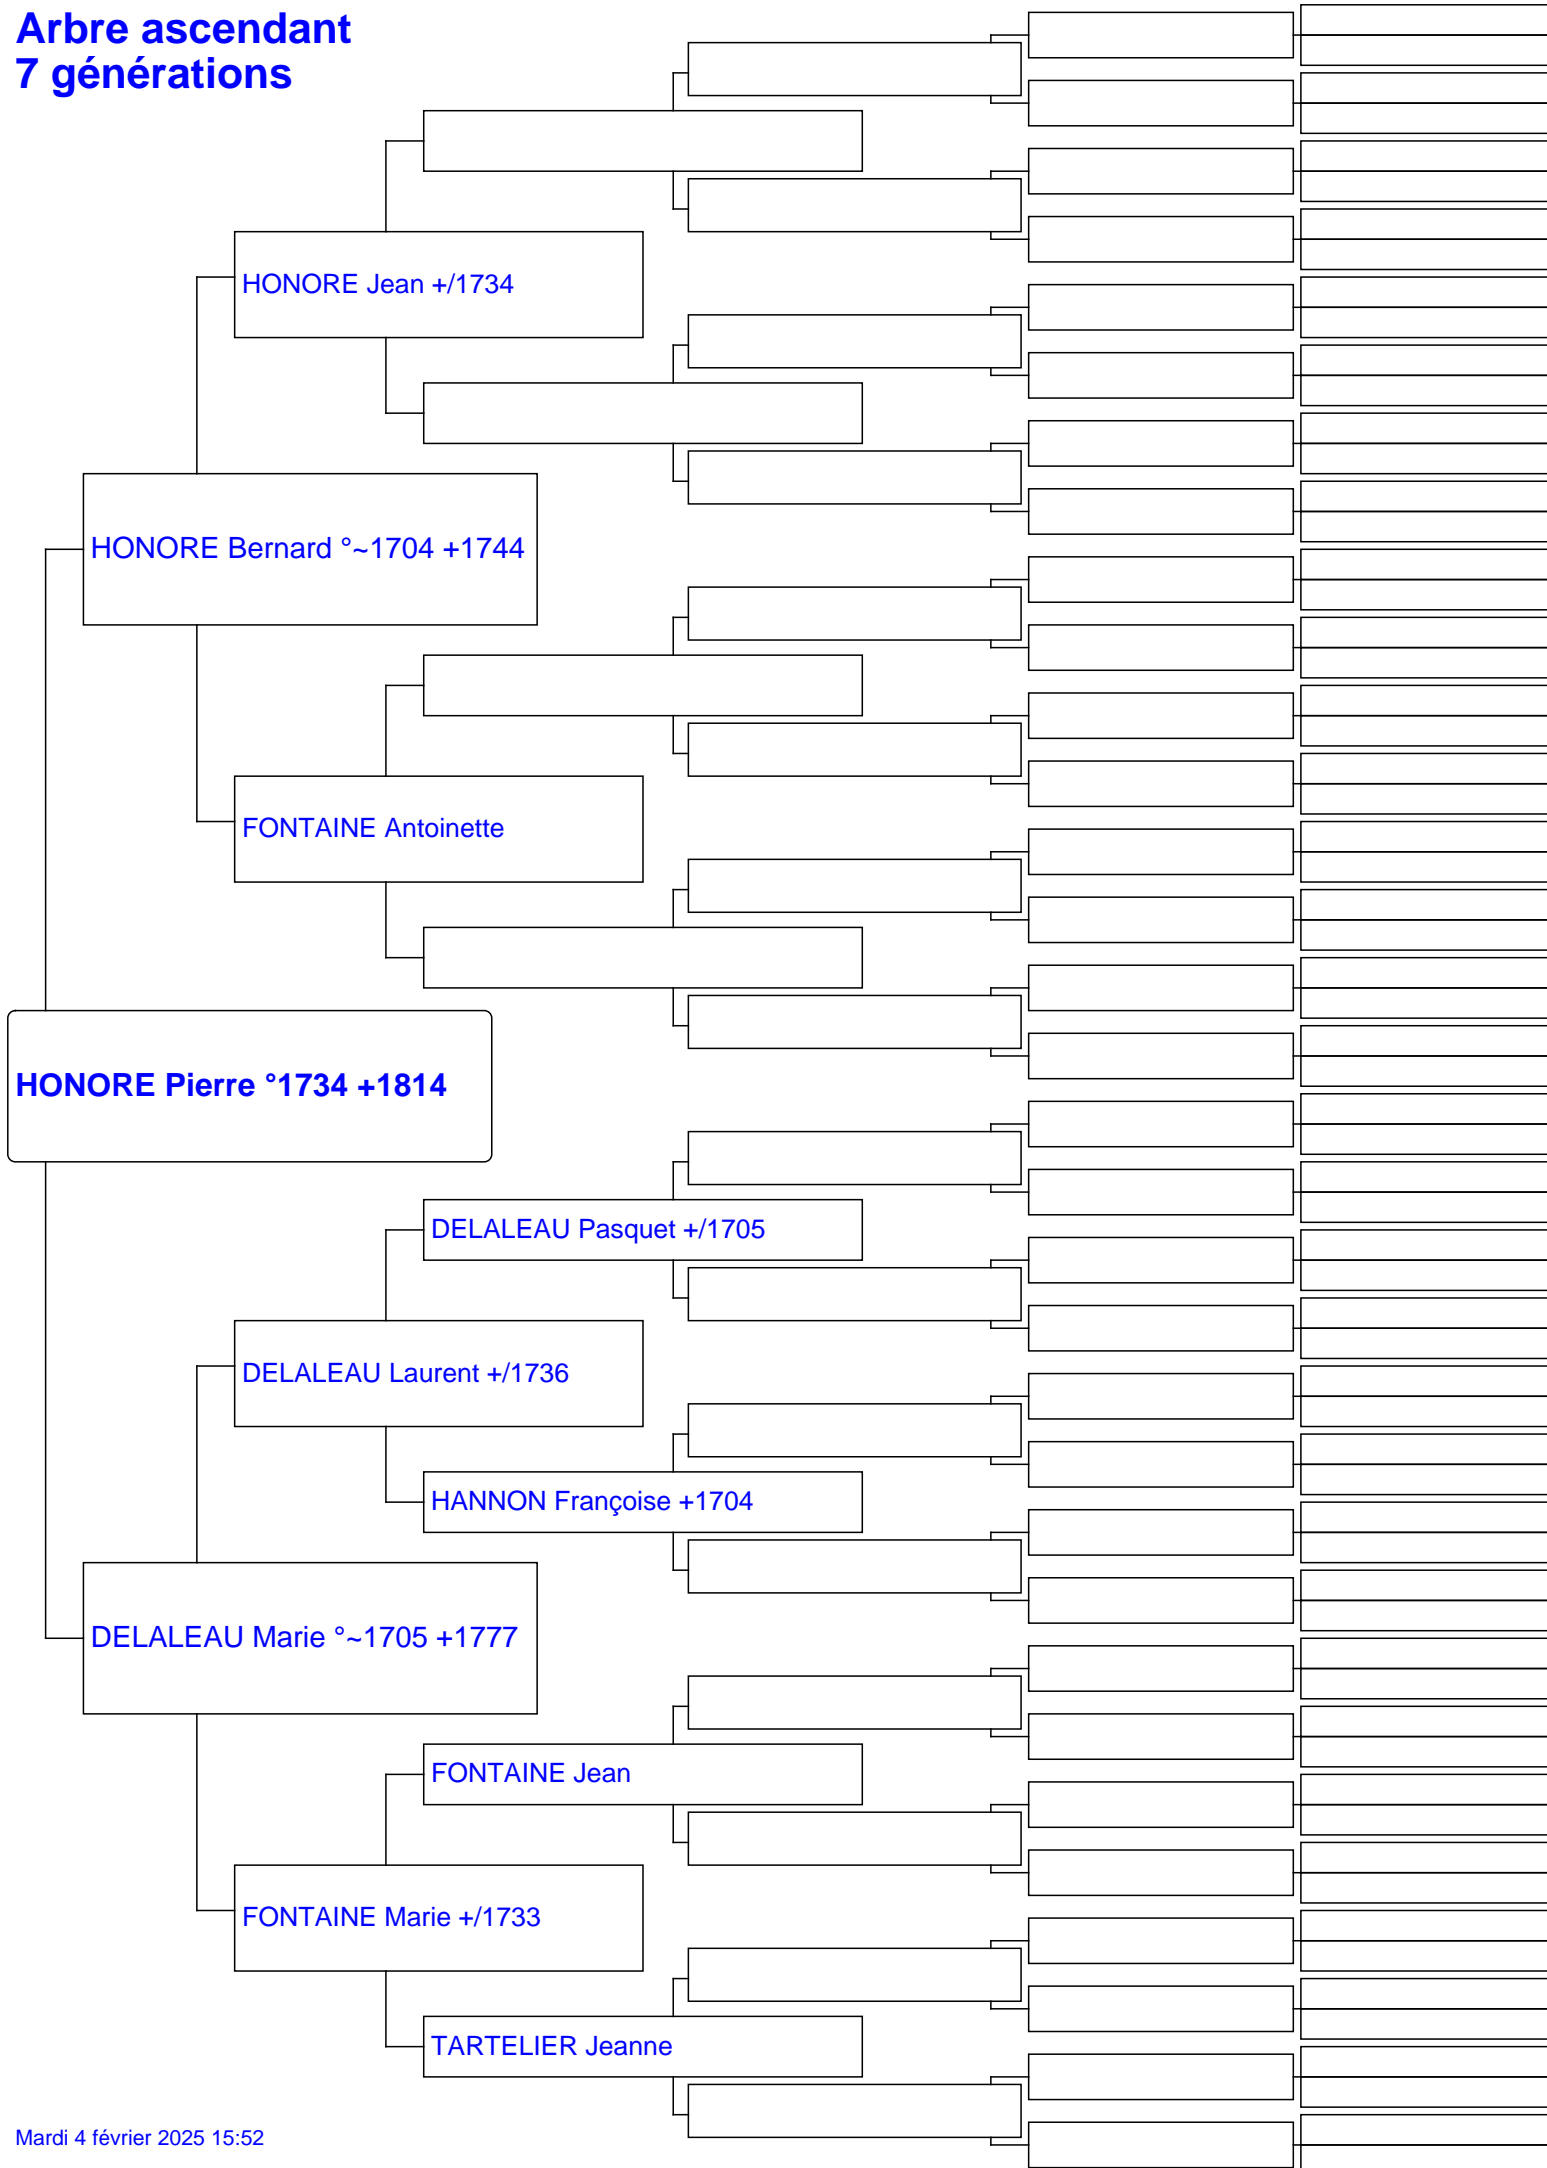 Arbre ascendant
7 générations
HONORE Jean +/1734
HONORE Bernard °~1704 +1744
FONTAINE Antoinette
HONORE Pierre °1734 +1814
DELALEAU Pasquet +/1705
DELALEAU Laurent +/1736
HANNON Françoise +1704
DELALEAU Marie °~1705 +1777
FONTAINE Jean
FONTAINE Marie +/1733
TARTELIER Jeanne
Mardi 4 février 2025 15:52